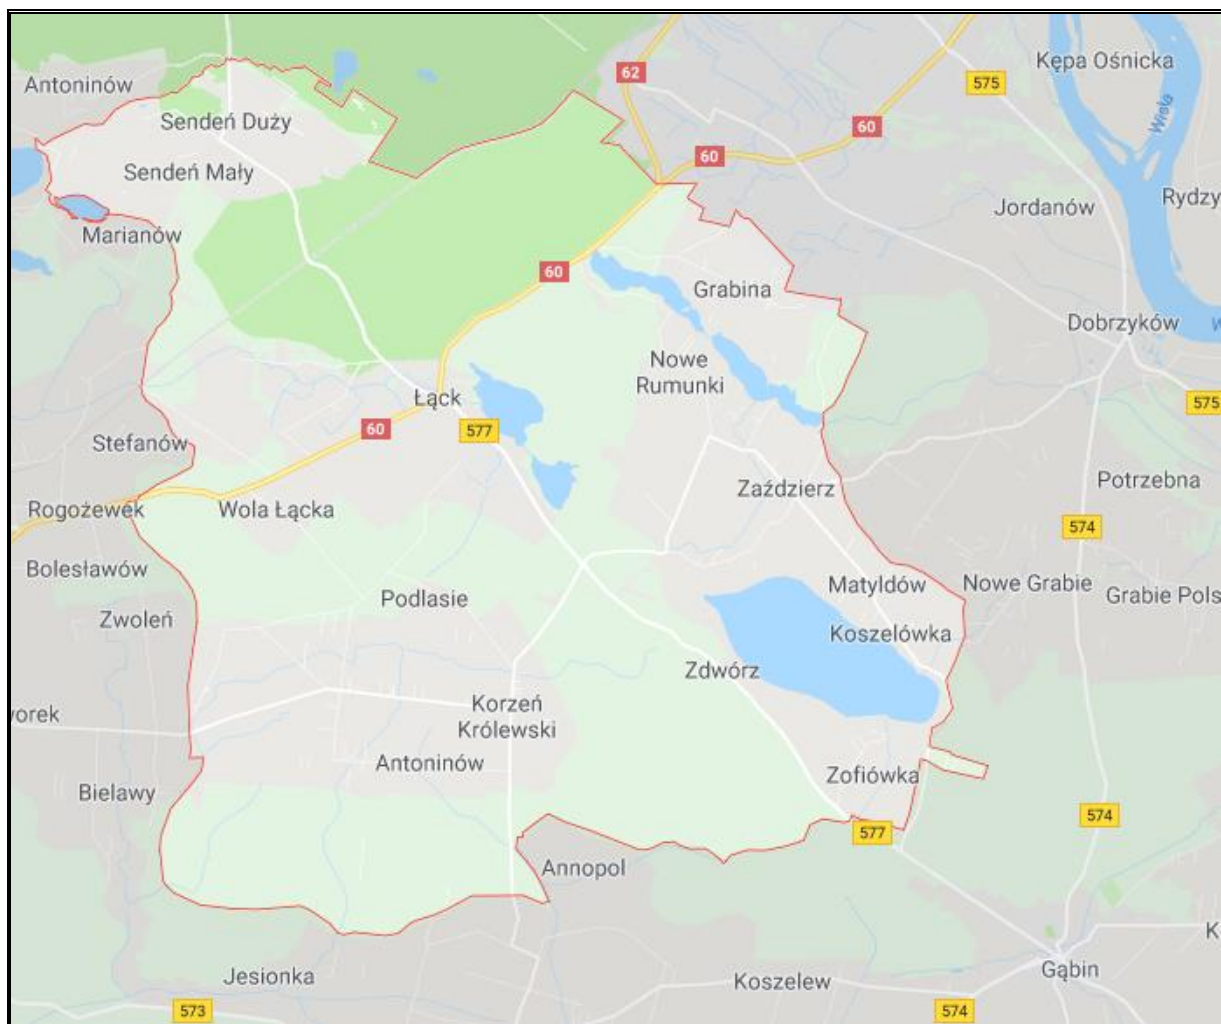 Kępa Ośnicka
62
575
Antoninów
Wisła
Sendeń Duży
60
60
Sendeń Mały
Rydzy
Jordanów
Marianów
60
Grabina
Dobrzyków
W
Nowe
Rumunki
Łąck
575
60
577
Stefanów
Potrzebna
Zaździerz
Rogożewek
Wola Łącka
574
Bolesławów
Matyldów
Nowe Grabie
Grabie Pols
Podlasie
Zwoleń
Koszelówka
Zdwórz
Korzeń
Królewski
worek
Antoninów
Zofiówka
Bielawy
574
577
Annopol
K
Gąbin
Jesionka
Koszelew
573
574